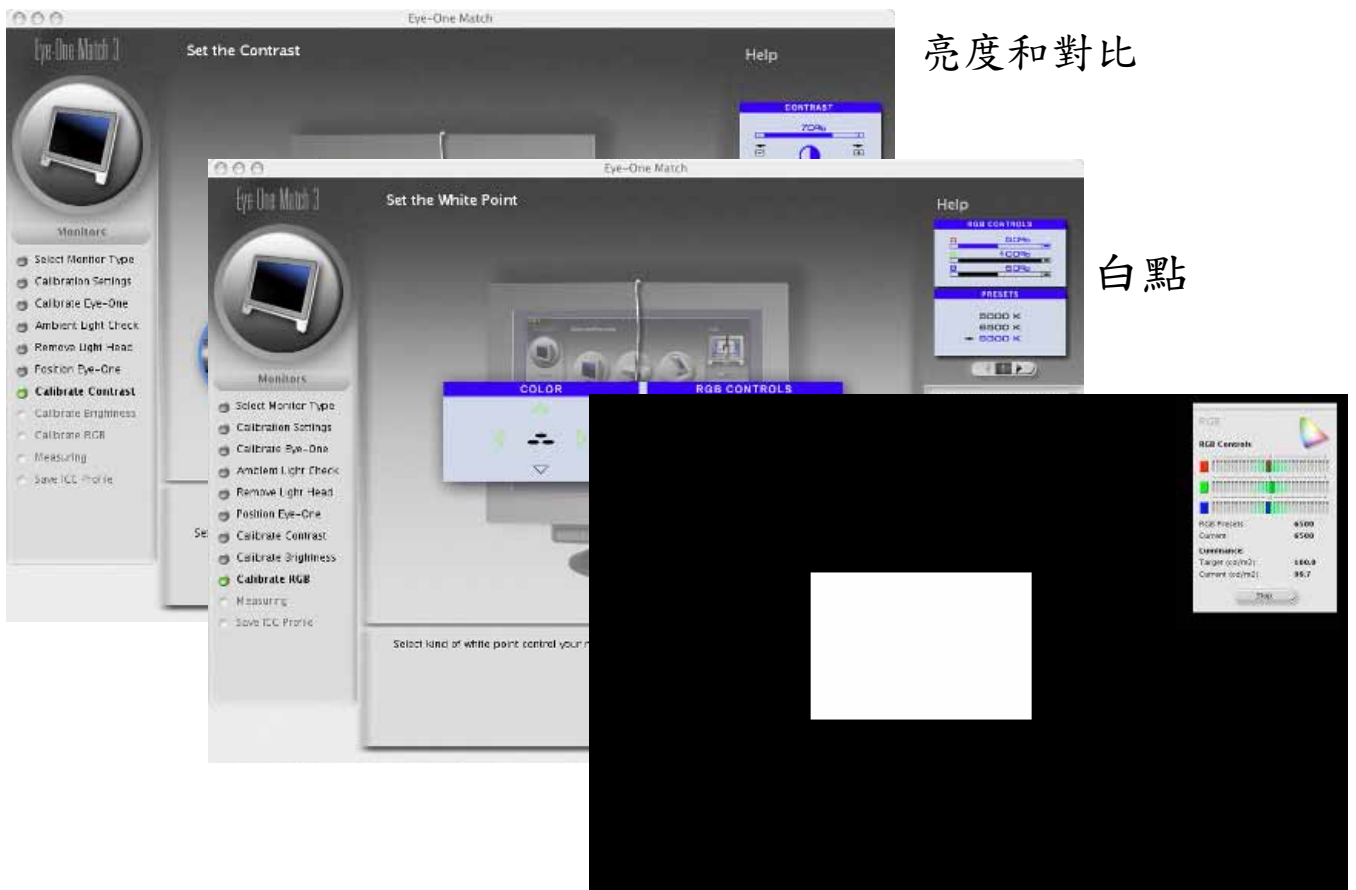 Eye-One Match
Eye-One Match 3
Set the Contrast
Help
亮度和對比
CONTRAST
70%
Monitors
Select Monitor Type
Calibration Settings
Calibrate Eye-One
Ambient Light Check
Remove Light Head
Position Eye-One
Calibrate Contrast
Calibrate Brightness
Calibrate RGB
Measuring
Save ICC Profile
Eye-One Match
Eye-One Match 3
Set the White Point
Help
白點
RGB CONTROLS
100%
PRESETS
5000 K
6500 K
9300 K
Monitors
COLOR
RGB CONTROLS
Select Monitor Type
Calibration Settings
Calibrate Eye-One
Ambient Light Check
Remove Light Head
Position Eye-One
Calibrate Contrast
Calibrate Brightness
Calibrate RGB
Measuring
Save ICC Profile
Select kind of white point control your
RGB
RGB Controls
RGB Presets 6500
Current 6500
Luminance
Target (cd/m2): 100.0
Current (cd/m2): 99.7
Stop